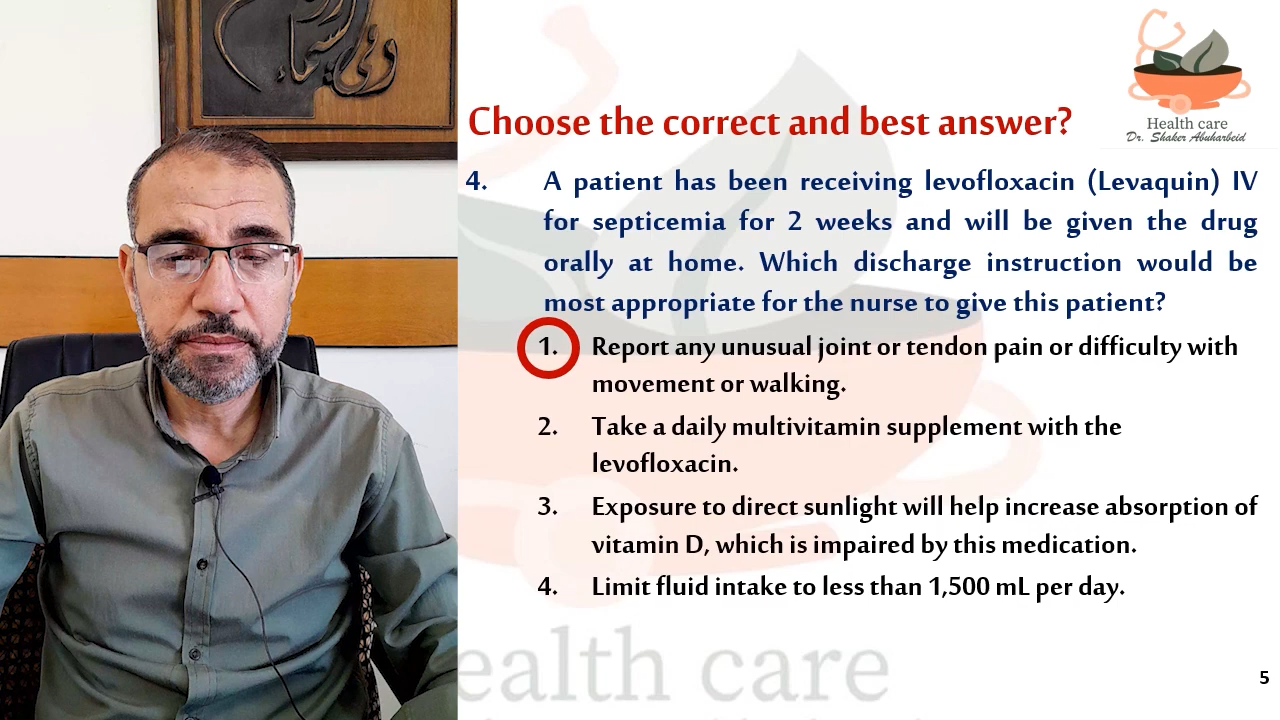 Choose the correct and best answer?
Health care
Dr. Shaker Abuharbeid
4. A patient has been receiving levofloxacin (Levaquin) IV
for septicemia for 2 weeks and will be given the drug
orally at home. Which discharge instruction would be
most appropriate for the nurse to give this patient?
1. Report any unusual joint or tendon pain or difficulty with
movement or walking.
2. Take a daily multivitamin supplement with the
levofloxacin.
3. Exposure to direct sunlight will help increase absorption of
vitamin D, which is impaired by this medication.
4. Limit fluid intake to less than 1,500 mL per day.
ealth care
5